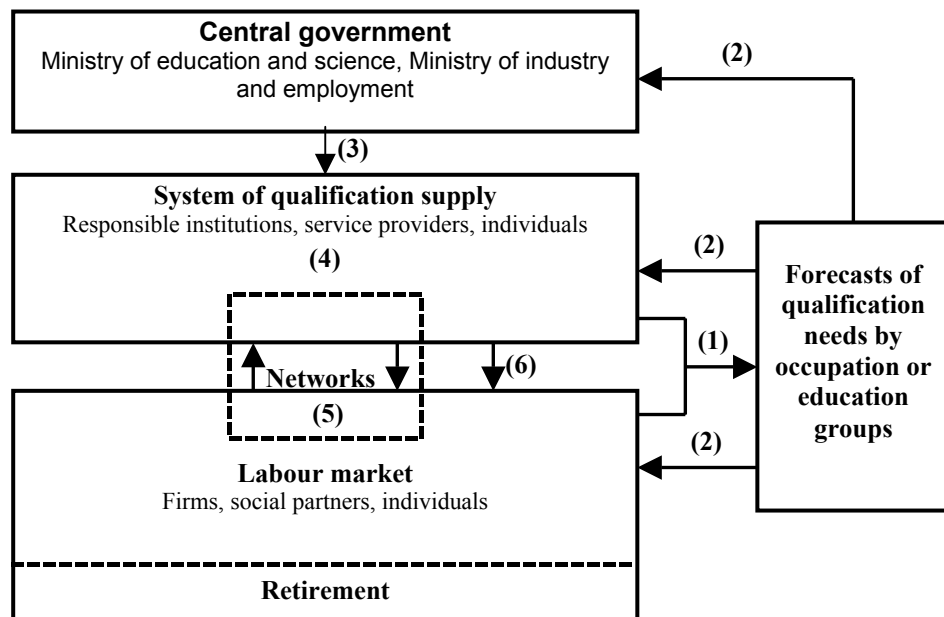 Central government
Ministry of education and science, Ministry of industry
and employment
(2)
(3)
System of qualification supply
Responsible institutions, service providers, individuals
(4)
(2)
Forecasts of
qualification
needs by
occupation or
education
groups
(1)
(6)
Networks
(5)
(2)
Labour market
Firms, social partners, individuals
Retirement